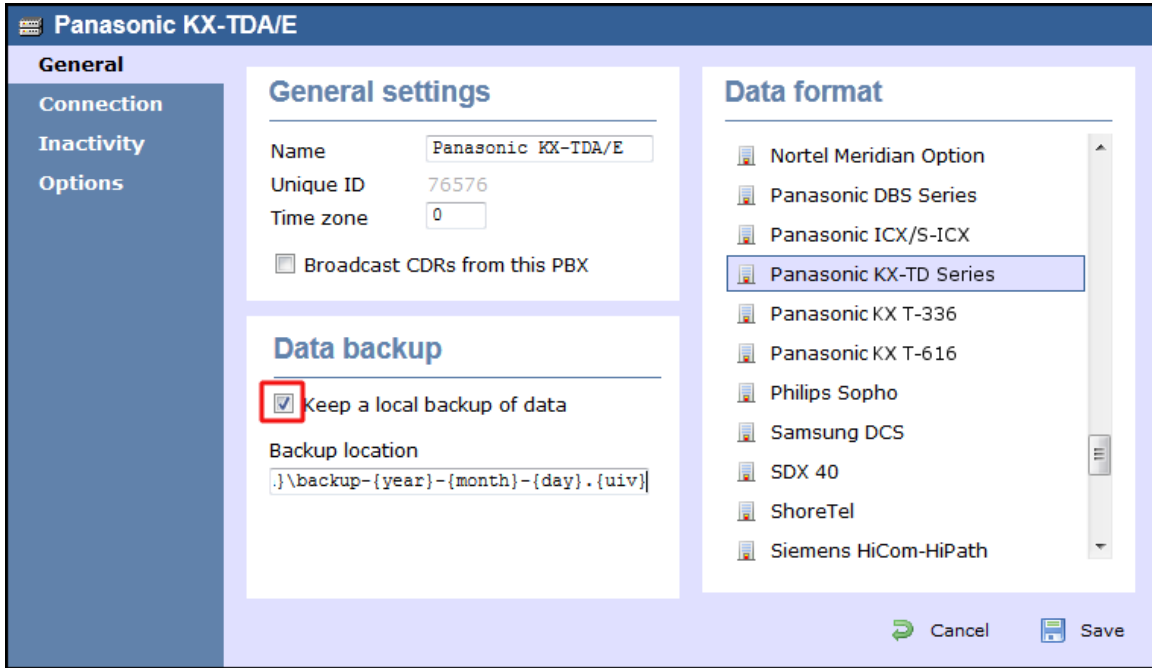 Panasonic KX-TDA/E
General
Connection
Inactivity
Options
General settings
Name Panasonic KX-TDA/E
Unique ID 76576
Time zone 0
Broadcast CDRs from this PBX
Data backup
Keep a local backup of data
Backup location
.}\backup-{year}-{month}-{day}.{uiv}
Data format
Nortel Meridian Option
Panasonic DBS Series
Panasonic ICX/S-ICX
Panasonic KX-TD Series
Panasonic KX T-336
Panasonic KX T-616
Philips Sopho
Samsung DCS
SDX 40
ShoreTel
Siemens HiCom-HiPath
Cancel Save